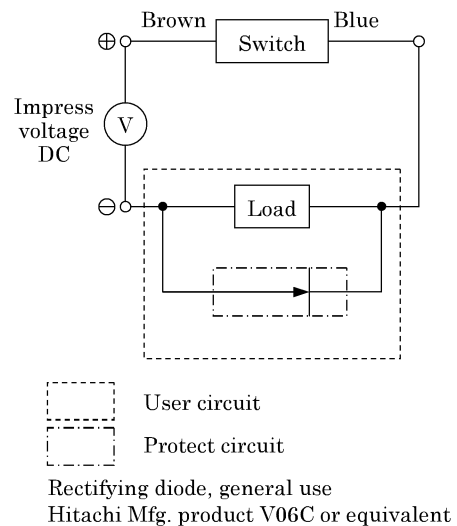 Brown
Blue
⊕
Switch
Impress
voltage
DC
V
⊖
Load
User circuit
Protect circuit
Rectifying diode, general use
Hitachi Mfg. product V06C or equivalent